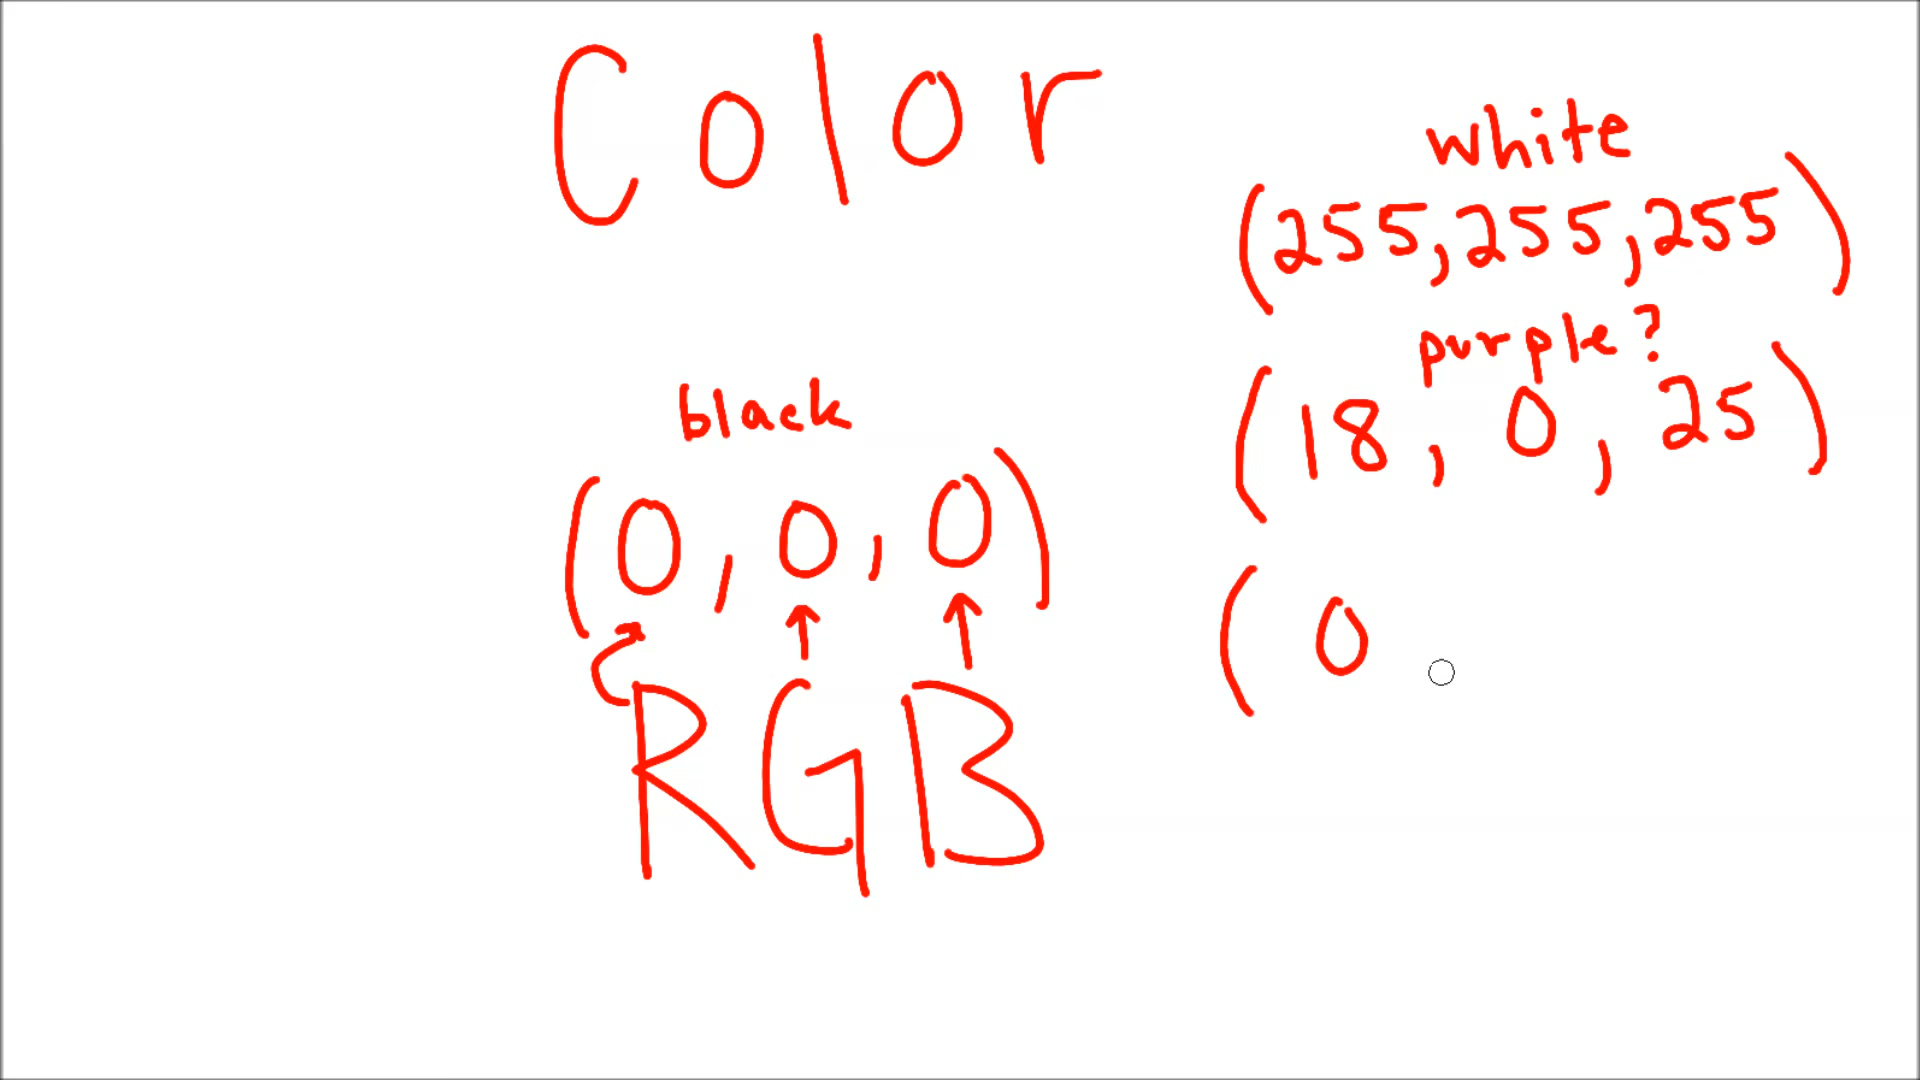 Color
white
(255,255,255)
purple?
(18, 0, 25)
black
(0, 0, 0)
(0
RGB